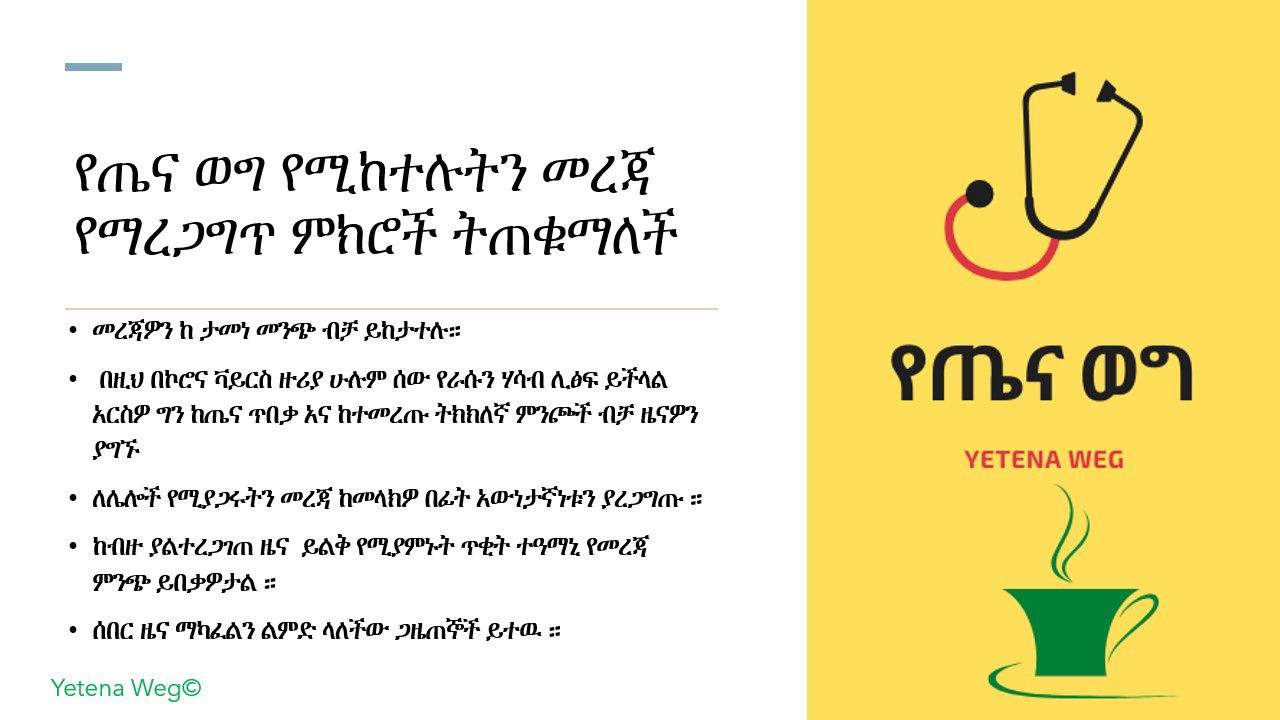 የጤና ወግ የሚከተሉትን መረጃ
የማረጋግጥ ምክሮች ትጠቁማለች
• መረጃዎን ከ ታመነ መንጭ ብቻ ይከታተሉ።
• በዚህ በኮሮና ቫይርስ ዙሪያ ሁሉም ሰው የራሱን ሃሳብ ሊፅፍ ይችላል
እርስዎ ግን ከጤና ጥበቃ እና ከተመረጡ ትክክለኛ ምንጮች ብቻ ዜናዎን
ያግኙ
• ለሌሎች የሚያጋሩትን መረጃ ከመላክዎ በፊት እውነታኛነቱን ያረጋግጡ ።
• ከብዙ ያልተረጋገጠ ዜና ይልቅ የሚያምኑት ጥቂት ተዓማኒ የመረጃ
ምንጭ ይበቃዎታል ።
• ሰበር ዜና ማካፈልን ልምድ ላለችው ጋዜጠኞች ይተዉ ።
Yetena Weg©
የጤና ወግ
YETENA WEG